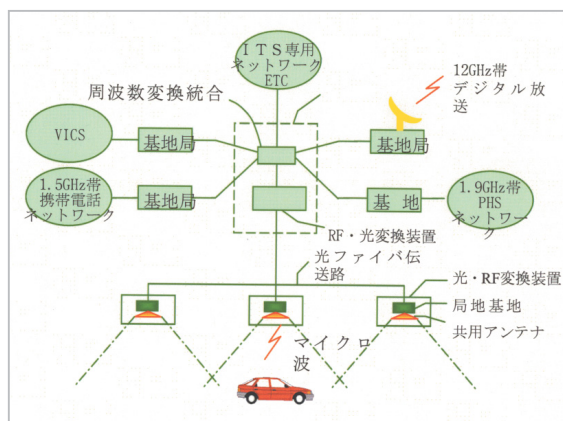 ＩＴＳ専用
ネットワーク
ETC
12GHz帯
デジタル放
送
周波数変換統合
VICS
基地局
基地局
1.5GHz帯
携帯電話
ネットワーク
基地局
基 地
1.9GHz帯
PHS
ネットワー
ク
RF・光変換装置
光ファイバ伝
送路
光・RF変換装置
局地基地
共用アンテナ
マイクロ
波